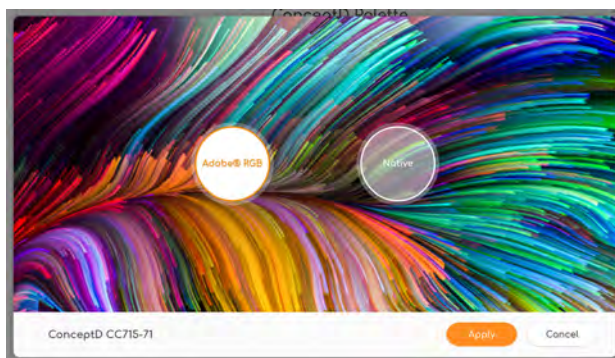 ConceptD Palette
Adobe® RGB
Native
ConceptD CC715-71
Apply
Cancel